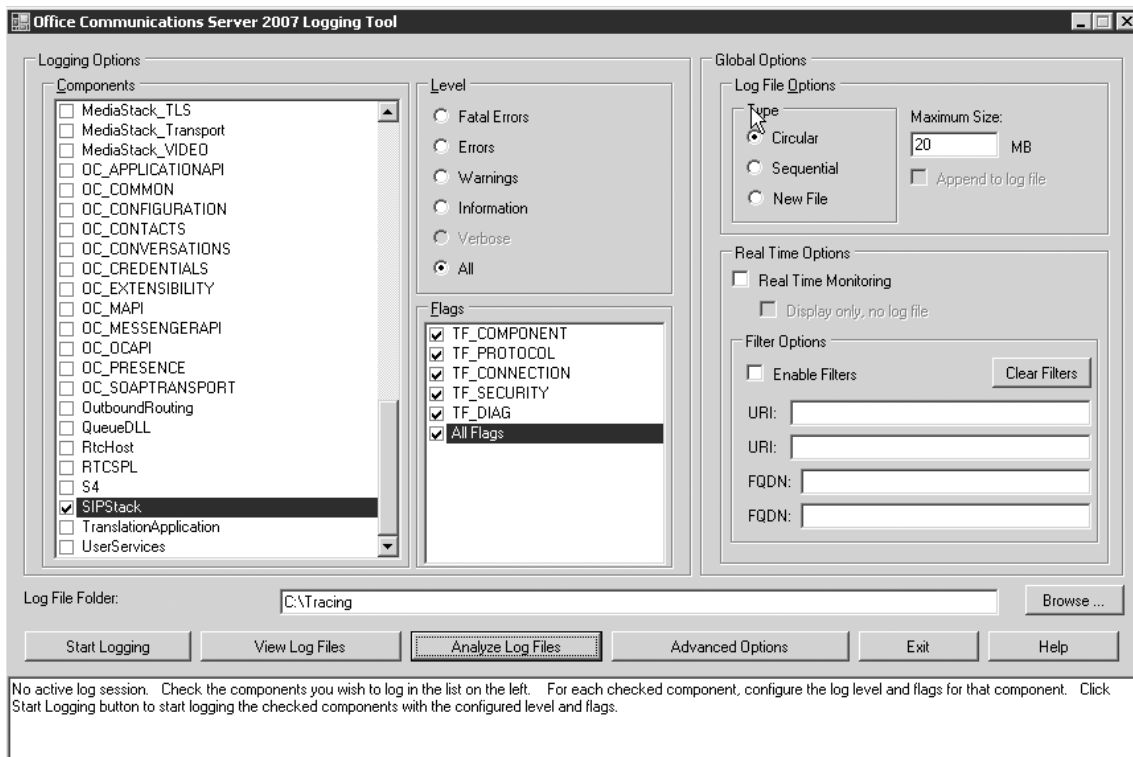 Office Communications Server 2007 Logging Tool
Logging Options
Components
MediaStack_TLS
MediaStack_Transport
MediaStack_VIDEO
OC_APPLICATIONAPI
OC_COMMON
OC_CONFIGURATION
OC_CONTACTS
OC_CONVERSATIONS
OC_CREDENTIALS
OC_EXTENSIBILITY
OC_MAPI
OC_MESSENGERAPI
OC_OCAPI
OC_PRESENCE
OC_SOAPTRANSPORT
OutboundRouting
QueueDLL
RtcHost
RTCSPL
S4
SIPStack
TranslationApplication
UserServices
Level
Fatal Errors
Errors
Warnings
Information
Verbose
All
Flags
TF_COMPONENT
TF_PROTOCOL
TF_CONNECTION
TF_SECURITY
TF_DIAG
All Flags
Global Options
Log File Options
Type
Circular
Sequential
New File
Maximum Size:
20 MB
Append to log file
Real Time Options
Real Time Monitoring
Display only, no log file
Filter Options
Enable Filters
Clear Filters
URI:
URI:
FQDN:
FQDN:
Log File Folder: C:\Tracing Browse ...
Start Logging View Log Files Analyze Log Files Advanced Options Exit Help
No active log session. Check the components you wish to log in the list on the left. For each checked component, configure the log level and flags for that component. Click
Start Logging button to start logging the checked components with the configured level and flags.